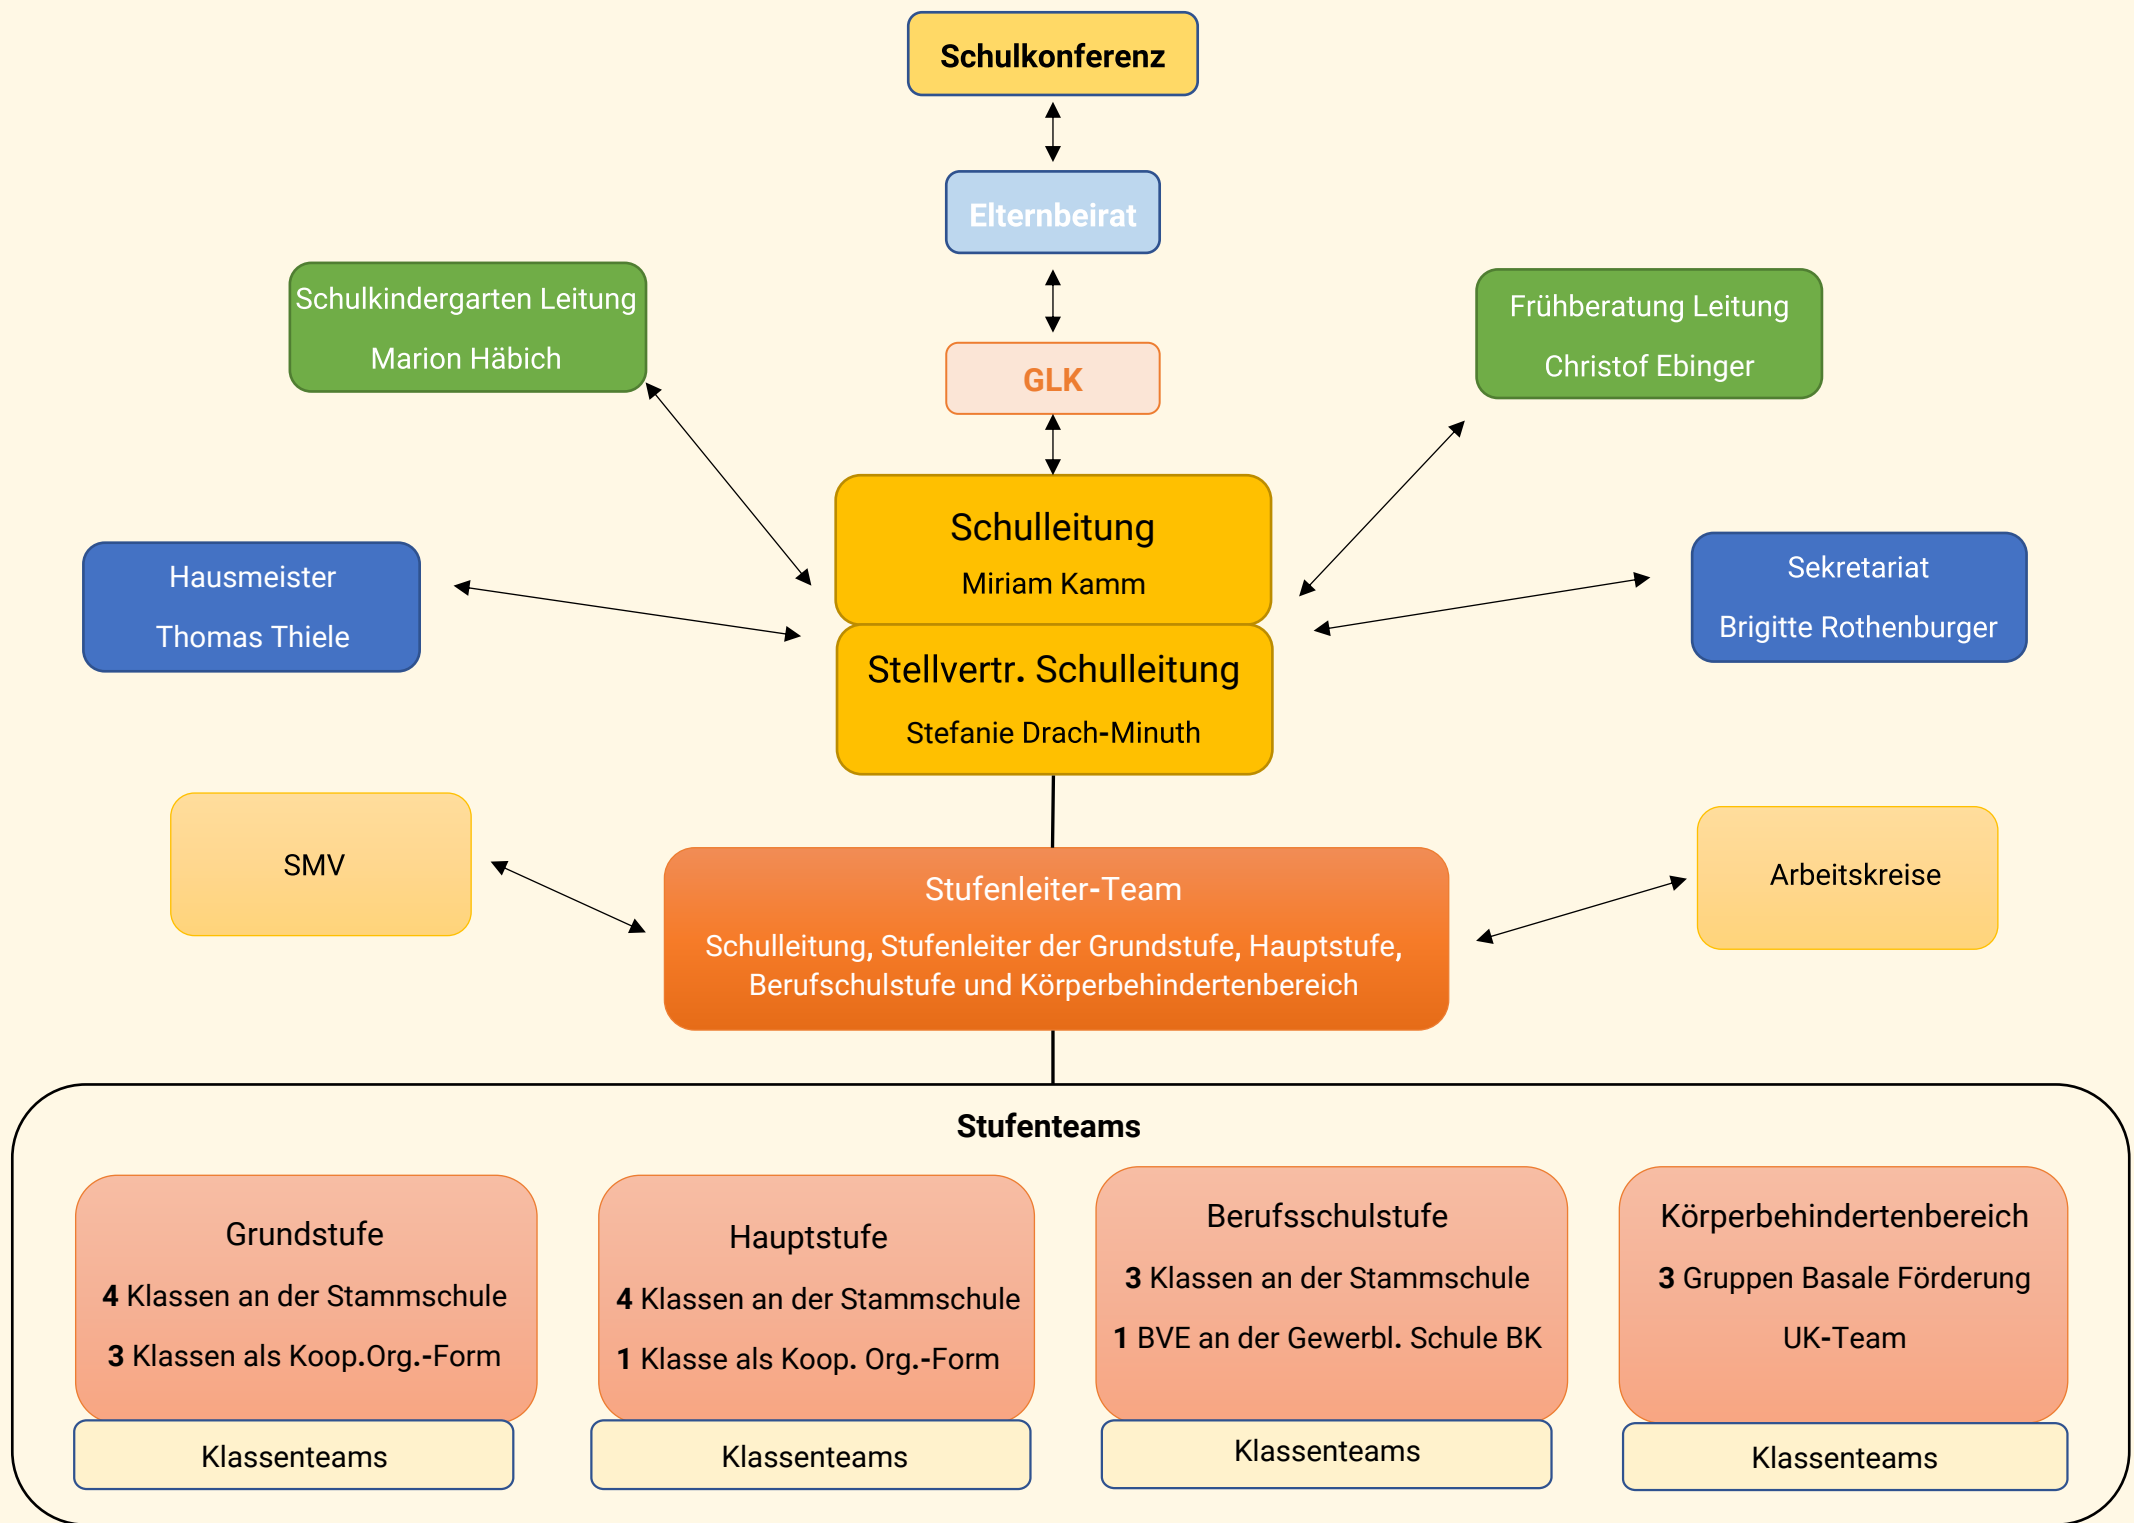 Schulkonferenz
Elternbeirat
Schulkindergarten Leitung
Marion Häbich
Frühberatung Leitung
Christof Ebinger
GLK
Schulleitung
Miriam Kamm
Hausmeister
Thomas Thiele
Sekretariat
Brigitte Rothenburger
Stellvertr. Schulleitung
Stefanie Drach-Minuth
SMV
Arbeitskreise
Stufenleiter-Team
Schulleitung, Stufenleiter der Grundstufe, Hauptstufe,
Berufschulstufe und Körperbehindertenbereich
Stufenteams
Grundstufe
4 Klassen an der Stammschule
3 Klassen als Koop.Org.-Form
Klassenteams
Hauptstufe
4 Klassen an der Stammschule
1 Klasse als Koop. Org.-Form
Klassenteams
Berufsschulstufe
3 Klassen an der Stammschule
1 BVE an der Gewerbl. Schule BK
Klassenteams
Körperbehindertenbereich
3 Gruppen Basale Förderung
UK-Team
Klassenteams